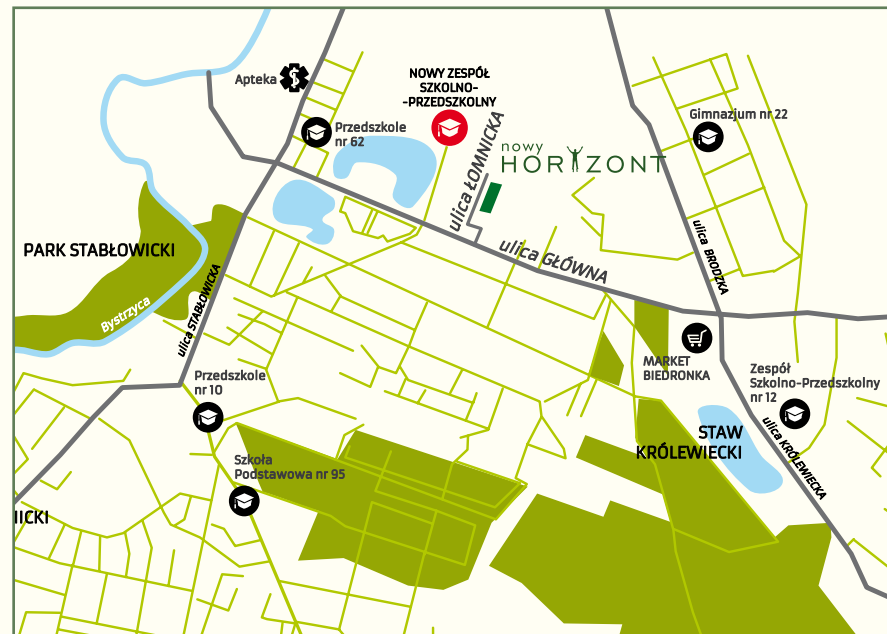 Apteka
NOWY ZESPÓŁ
SZKOLNO-
-PRZEDSZKOLNY
Przedszkole
nr 62
Gimnazjum nr 22
nowy
HORYZONT
ulica ŁOMNICKA
ulica GŁÓWNA
PARK STABŁOWICKI
Bystrzyca
ulica STABŁOWICKA
ulica BRODZKA
MARKET
BIEDRONKA
Zespół
Szkolno-Przedszkolny
nr 12
Przedszkole
nr 10
STAW
KRÓLEWIECKI
ulica KRÓLEWIECKA
Szkoła
Podstawowa nr 95
IICKI